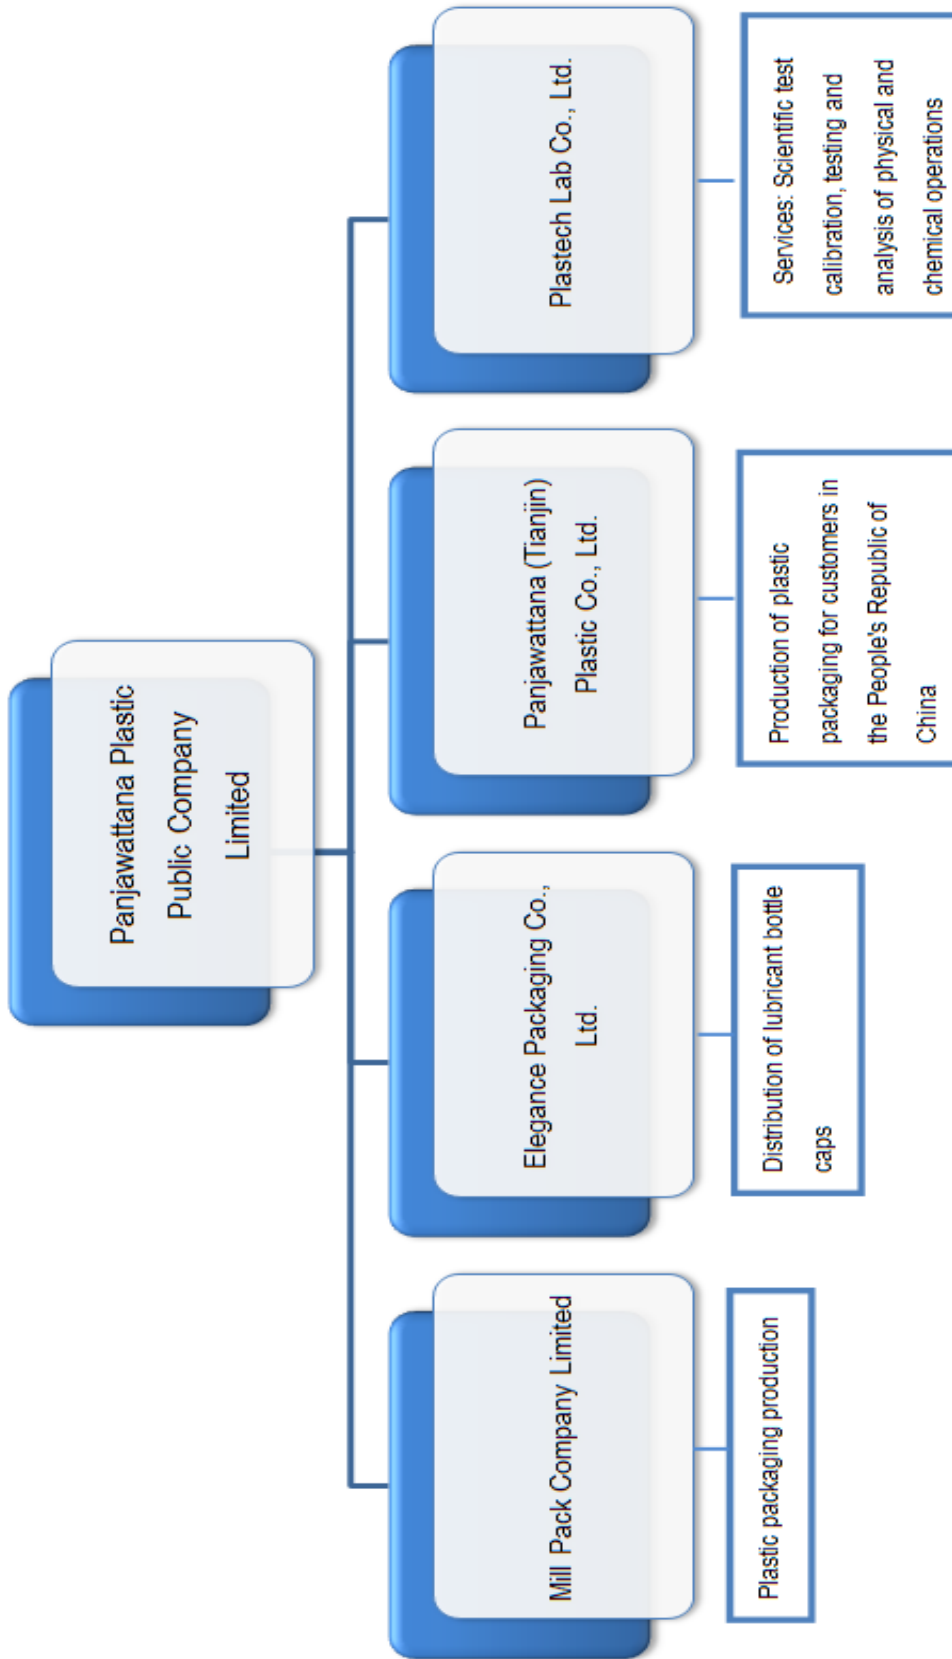 Panjawattana Plastic
Public Company
Limited
Mill Pack Company Limited
Elegance Packaging Co.,
Ltd.
Panjawattana (Tianjin)
Plastic Co., Ltd.
Plastech Lab Co., Ltd.
Plastic packaging production
Distribution of lubricant bottle
caps
Production of plastic
packaging for customers in
the People's Republic of
China
Services: Scientific test
calibration, testing and
analysis of physical and
chemical operations